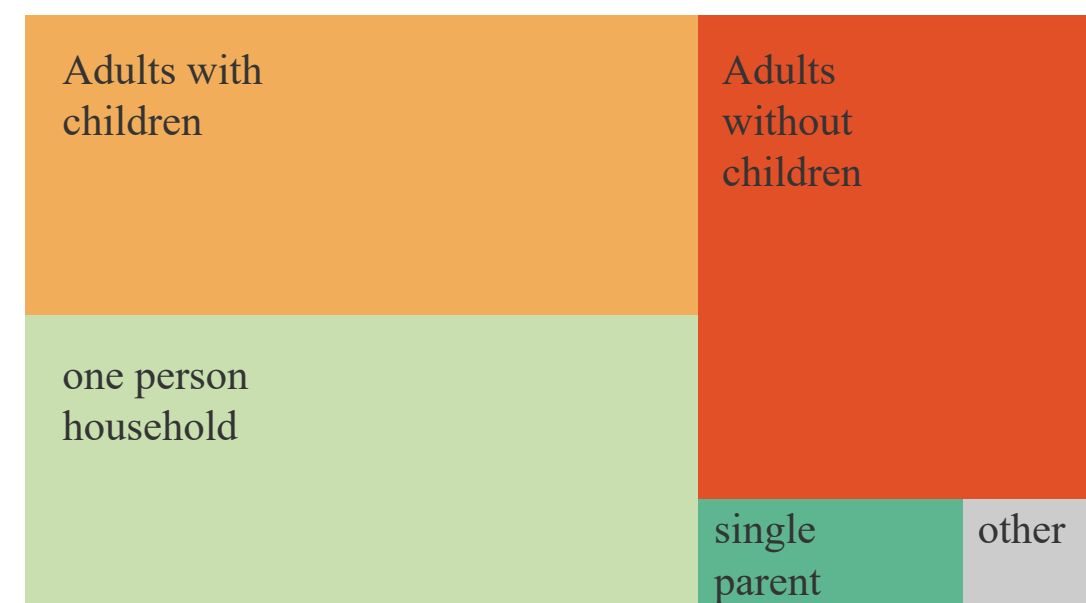 Adults with
children
Adults
without
children
one person
household
single
parent
other